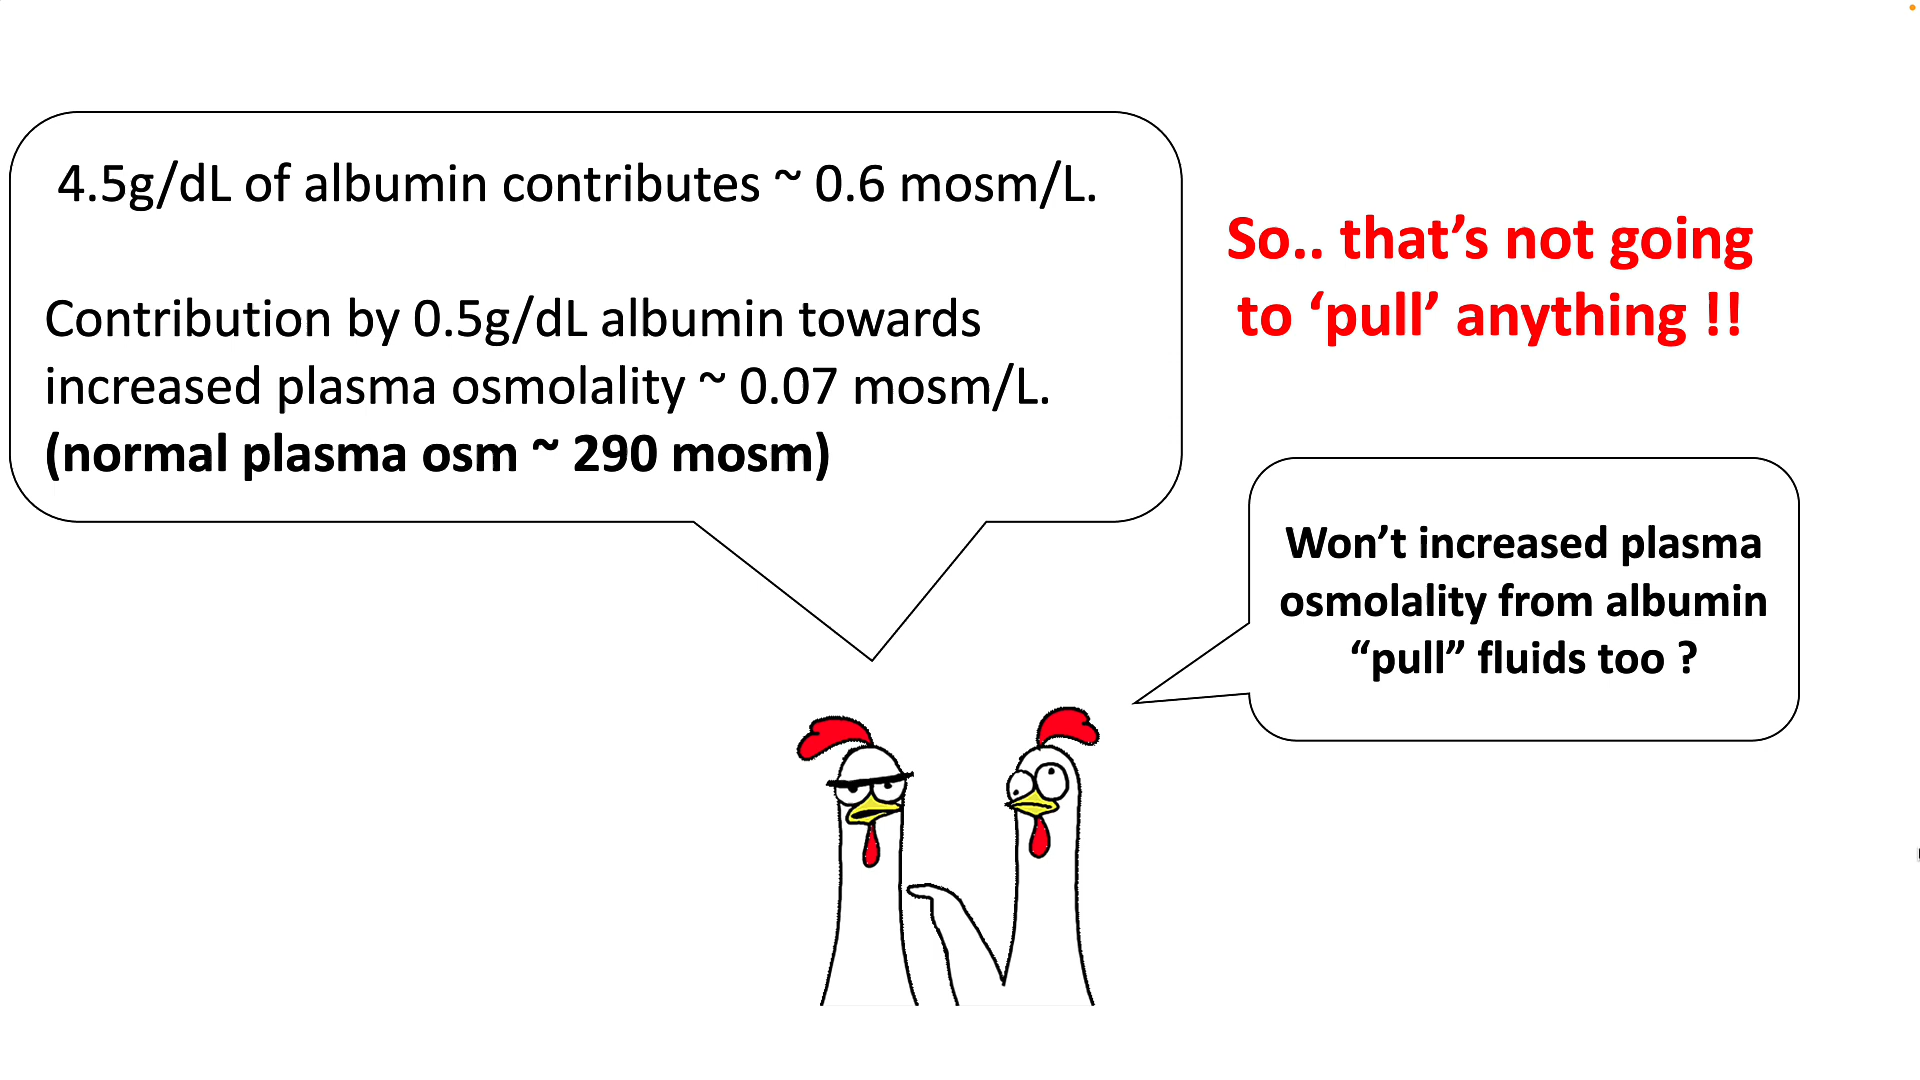 4.5g/dL of albumin contributes ~ 0.6 mosm/L.
Contribution by 0.5g/dL albumin towards
increased plasma osmolality ~ 0.07 mosm/L.
(normal plasma osm ~ 290 mosm)
So.. that’s not going
to ‘pull’ anything !!
Won’t increased plasma
osmolality from albumin
“pull” fluids too ?